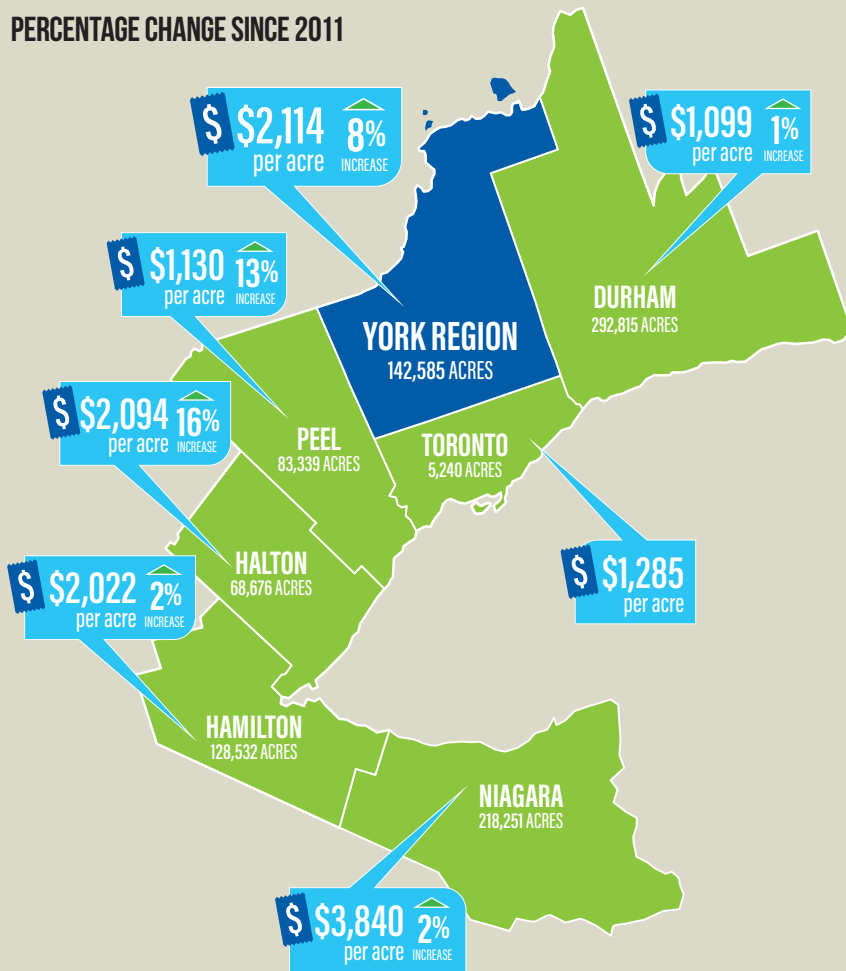 PERCENTAGE CHANGE SINCE 2011
$ $2,114 8%
per acre INCREASE
$ $1,099 1%
per acre INCREASE
$ $1,130 13%
per acre INCREASE
DURHAM
292,815 ACRES
YORK REGION
142,585 ACRES
$ $2,094 16%
per acre INCREASE
PEEL
83,339 ACRES
TORONTO
5,240 ACRES
HALTON
68,676 ACRES
$ $1,285
per acre
$ $2,022 2%
per acre INCREASE
HAMILTON
128,532 ACRES
NIAGARA
218,251 ACRES
$ $3,840 2%
per acre INCREASE